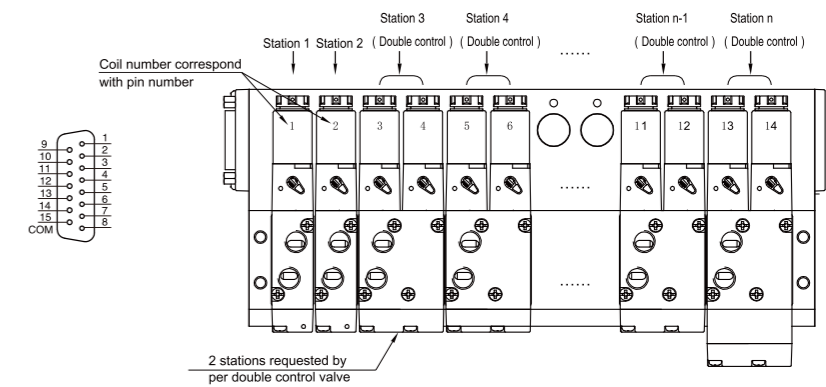 Station 3 Station 4 Station n-1 Station n
Station 1 Station 2 ( Double control ) ( Double control ) ...... ( Double control ) ( Double control )
Coil number correspond
with pin number
1 2 3 4 5 6 11 12 13 14
9 1
10 2
11 3
12 4
13 5
14 6
15 7
COM 8
......
......
2 stations requested by
per double control valve